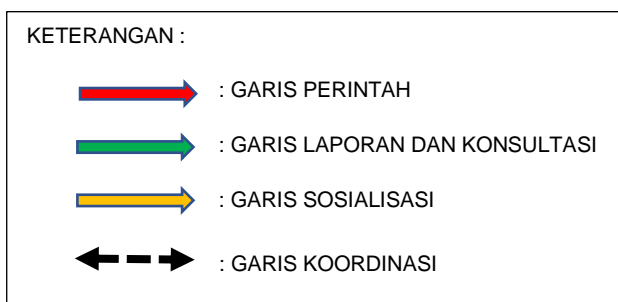 KETERANGAN :
: GARIS PERINTAH
: GARIS LAPORAN DAN KONSULTASI
: GARIS SOSIALISASI
: GARIS KOORDINASI